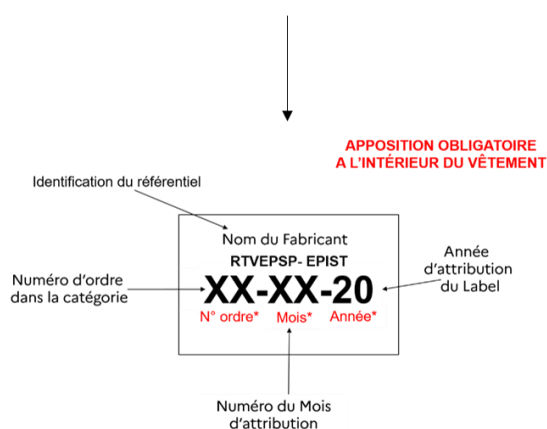 APPOSITION OBLIGATOIRE
A L’INTÉRIEUR DU VÊTEMENT
Identification du référentiel
Nom du Fabricant
RTVEPSP- EPIST
XX-XX-20
N° ordre* Mois* Année*
Numéro d’ordre
dans la catégorie
Année
d’attribution
du Label
Numéro du Mois
d’attribution